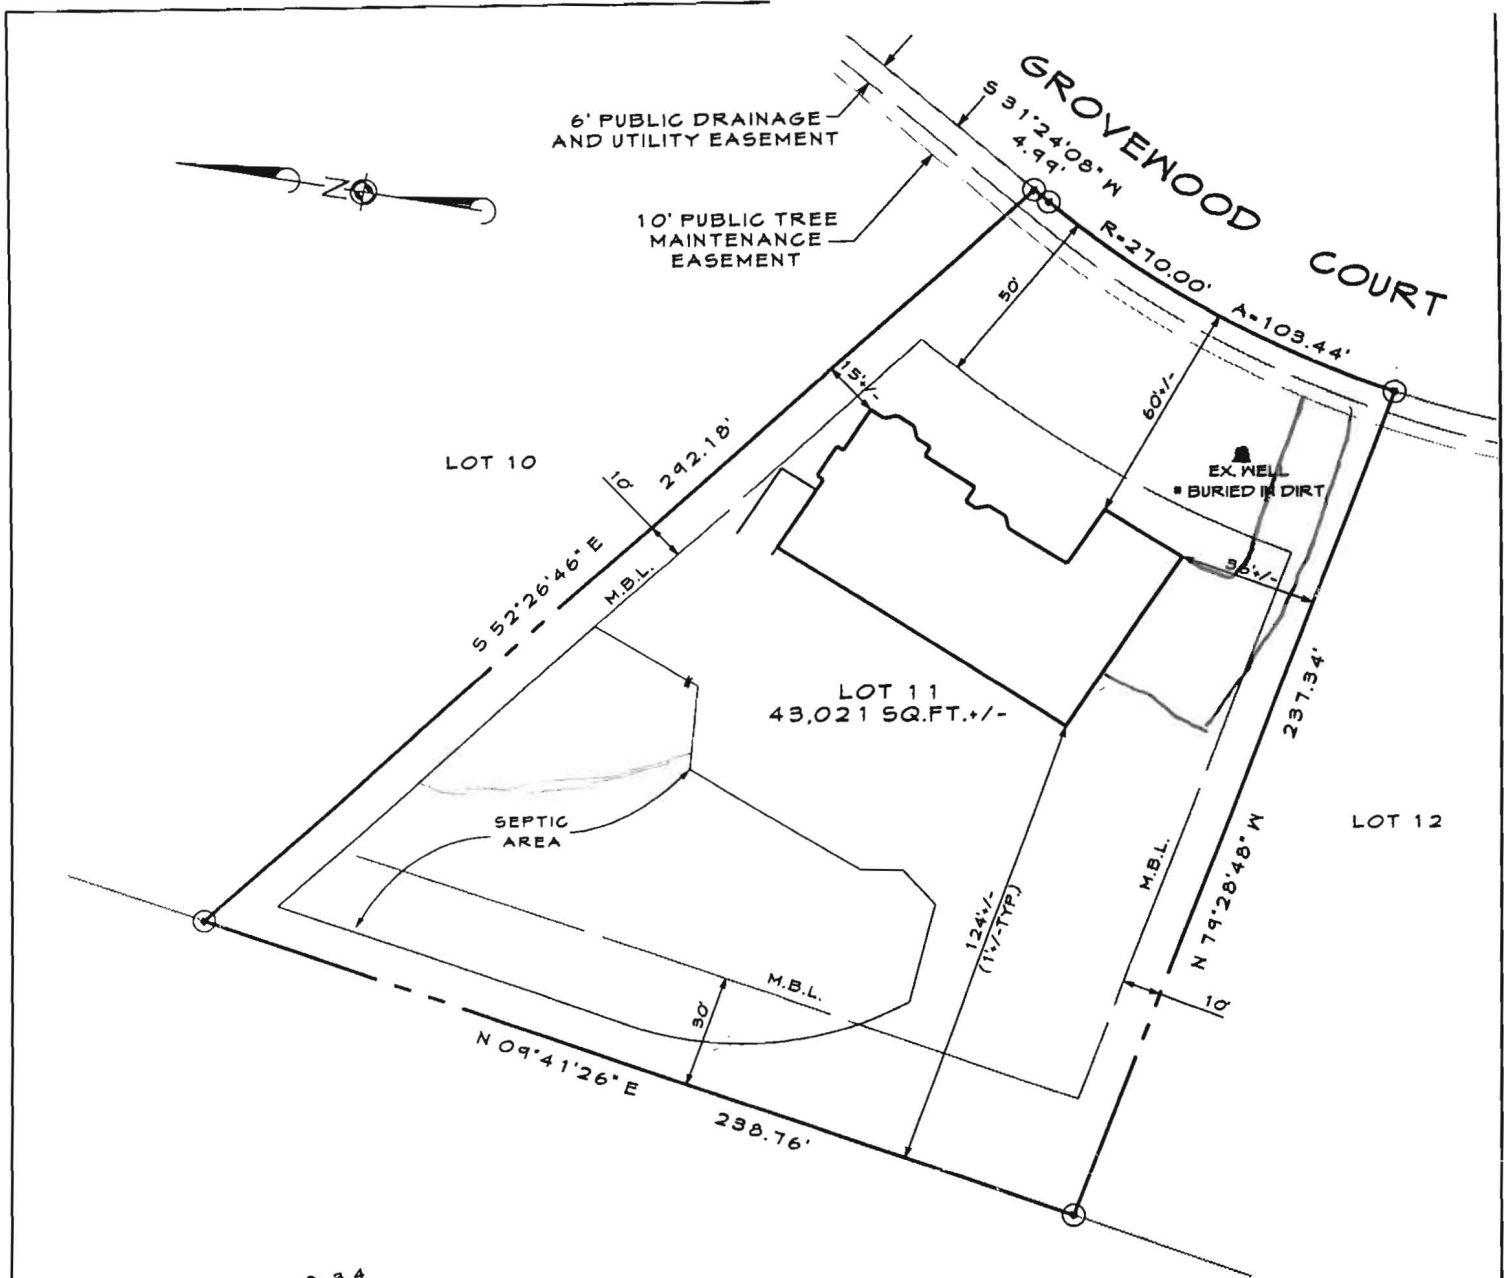 GROVEWOOD COURT
S 31°24'08" W
4.99'
6' PUBLIC DRAINAGE
AND UTILITY EASEMENT
10' PUBLIC TREE
MAINTENANCE
EASEMENT
N
R=270.00'
A=103.44'
50'
60'+/-
15'+/-
EX. WELL
* BURIED IN DIRT
LOT 10
292.18'
10'
S 52°26'46" E
M.B.L.
36'+/-
LOT 11
43,021 SQ.FT.+/-
237.34'
SEPTIC
AREA
LOT 12
M.B.L.
N 79°28'48" W
124'+/-
(1'+/-TYP.)
M.B.L.
30'
10'
N 09°41'26" E
238.76'